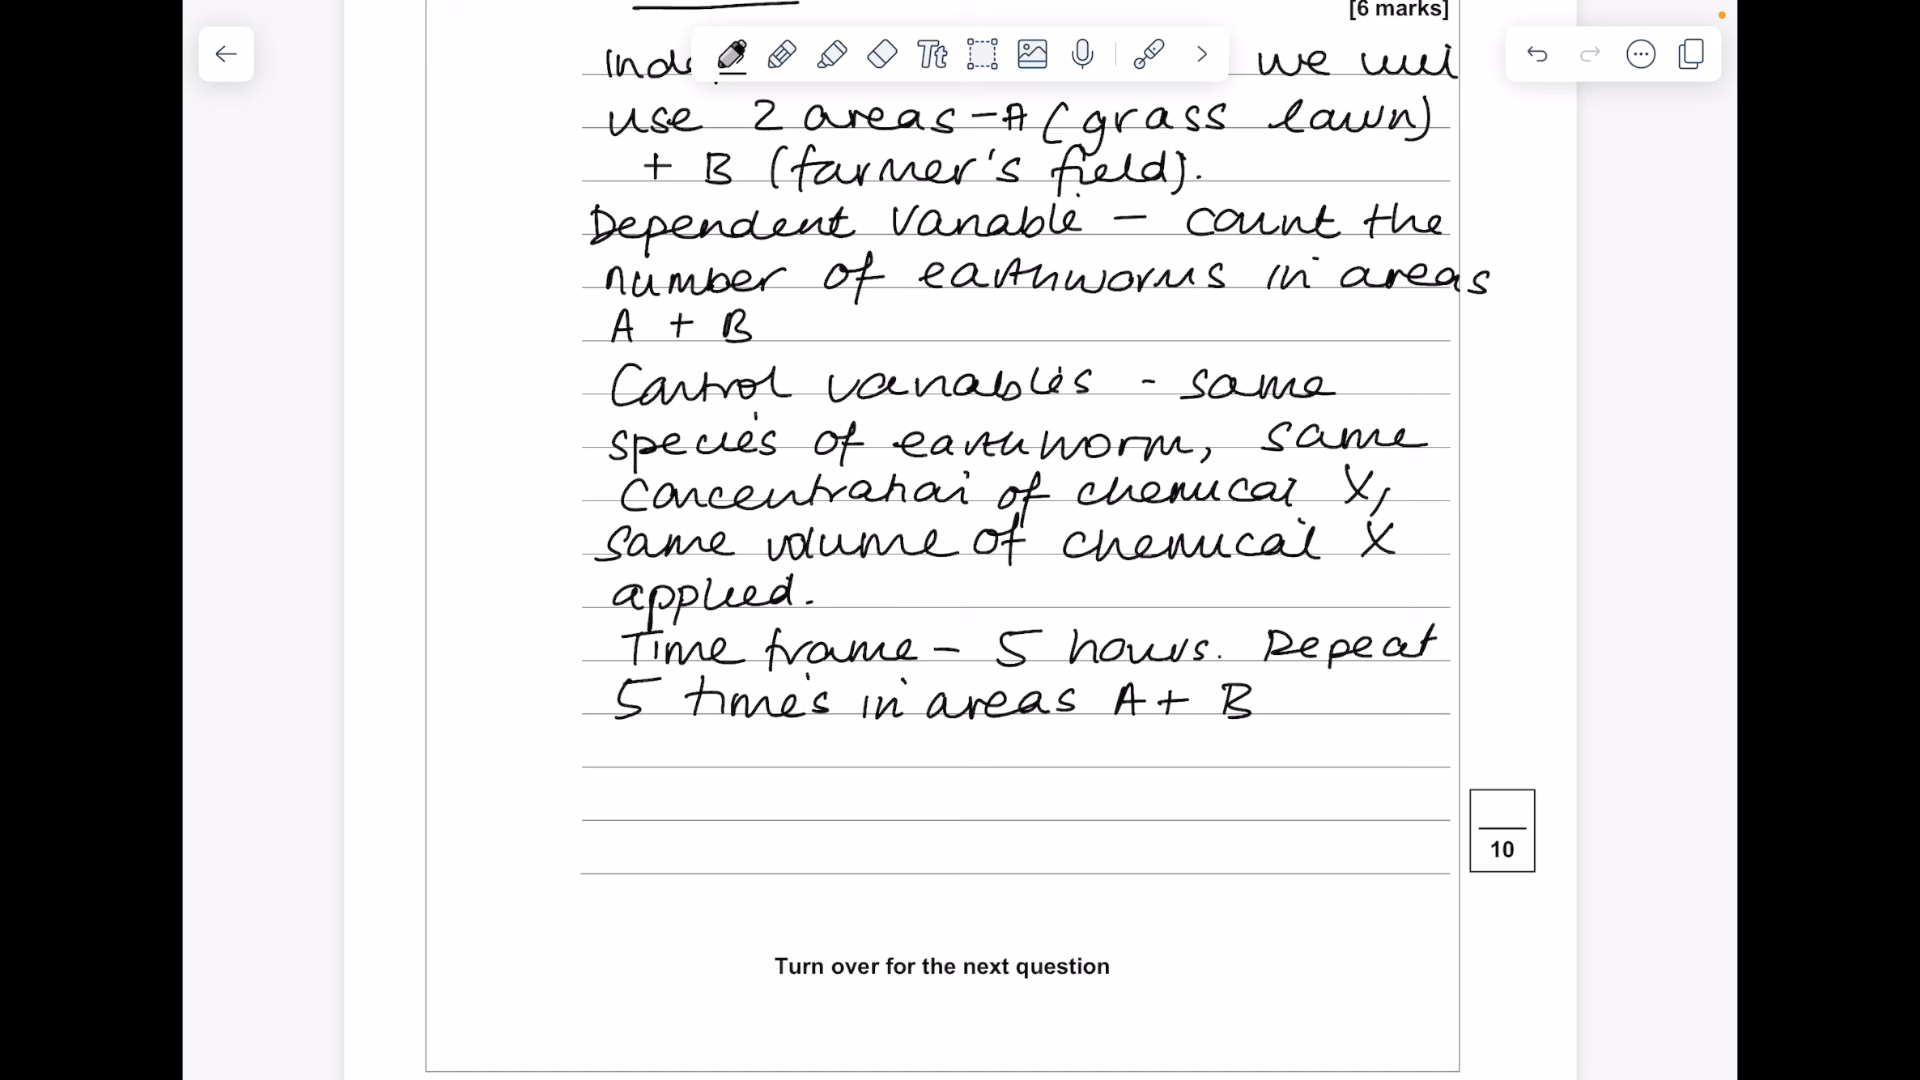 [6 marks]
we will
use 2 areas - A (grass lawn)
+ B (farmer's field).
Dependent variable - count the
number of earthworms in areas
A + B
Control variables - same
species of earthworm, same
concentration of chemical X,
same volume of chemical X
applied.
Time frame - 5 hours. Repeat
5 times in areas A + B
10
Turn over for the next question